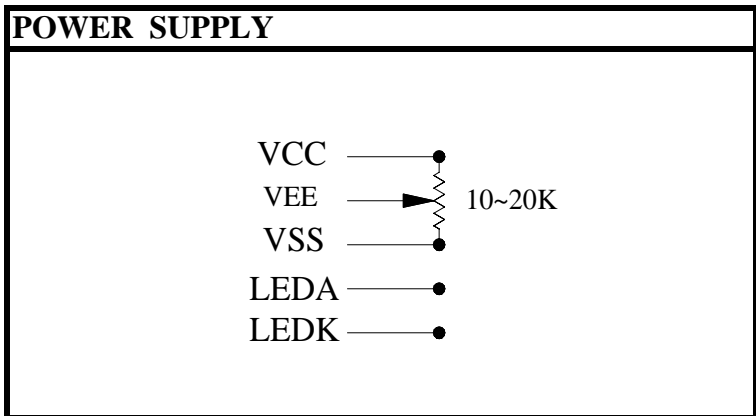 POWER SUPPLY
VCC
VEE 10~20K
VSS
LEDA
LEDK